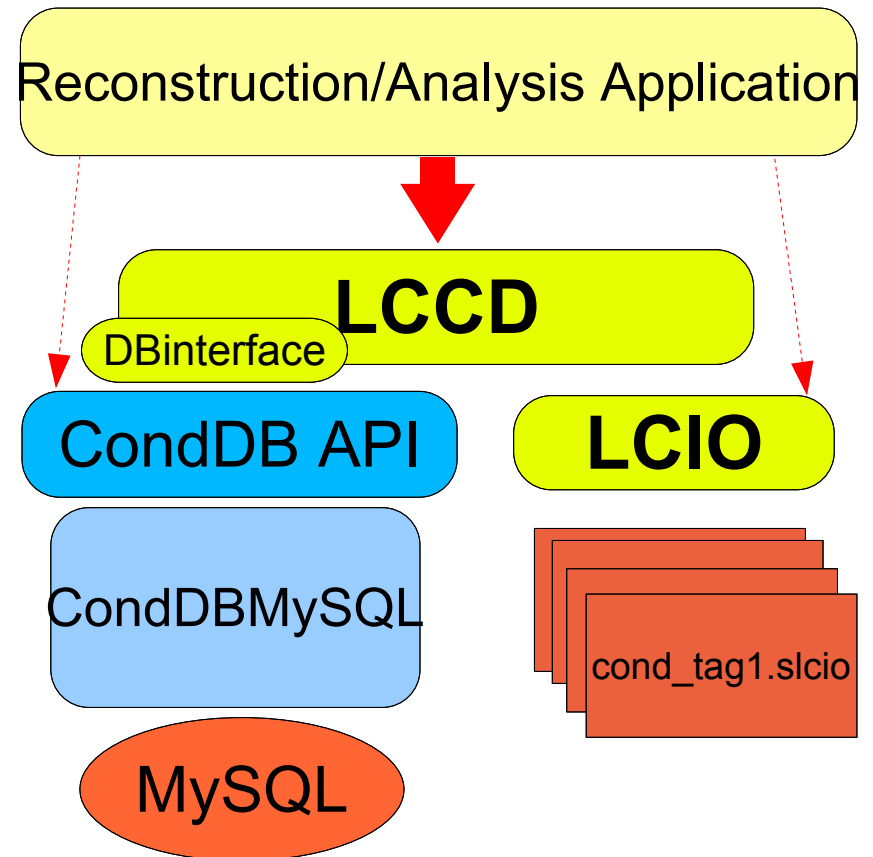 Reconstruction/Analysis Application
LCCD
DBinterface
CondDB API
LCIO
CondDBMySQL
cond_tag1.slcio
MySQL